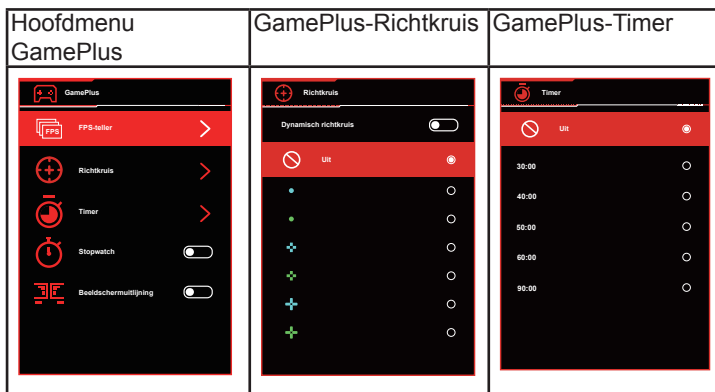 Hoofdmenu
GamePlus
GamePlus-Richtkruis
GamePlus-Timer
GamePlus
FPS
FPS-teller
Richtkruis
Timer
Stopwatch
Beeldschermuitlijning
Richtkruis
Dynamisch richtkruis
Uit
Timer
Uit
30:00
40:00
50:00
60:00
90:00